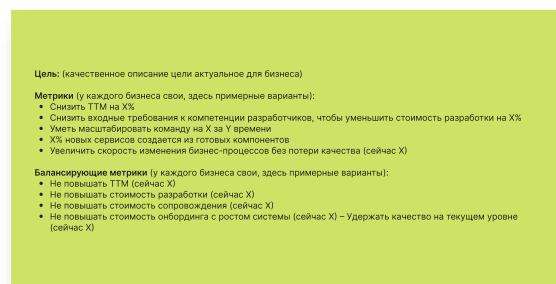 Цель: (качественное описание цели актуальное для бизнеса)
Метрики (у каждого бизнеса свои, здесь примерные варианты):
• Снизить ТТМ на X%
• Снизить входные требования к компетенции разработчиков, чтобы уменьшить стоимость разработки на X%
• Уметь масштабировать команду на X за Y времени
• X% новых сервисов создается из готовых компонентов
• Увеличить скорость изменения бизнес-процессов без потери качества (сейчас X)
Балансирующие метрики (у каждого бизнеса свои, здесь примерные варианты):
• Не повышать ТТМ (сейчас X)
• Не повышать стоимость разработки (сейчас X)
• Не повышать стоимость сопровождения (сейчас X)
• Не повышать стоимость онбординга с ростом системы (сейчас X) – Удержать качество на текущем уровне
(сейчас X)